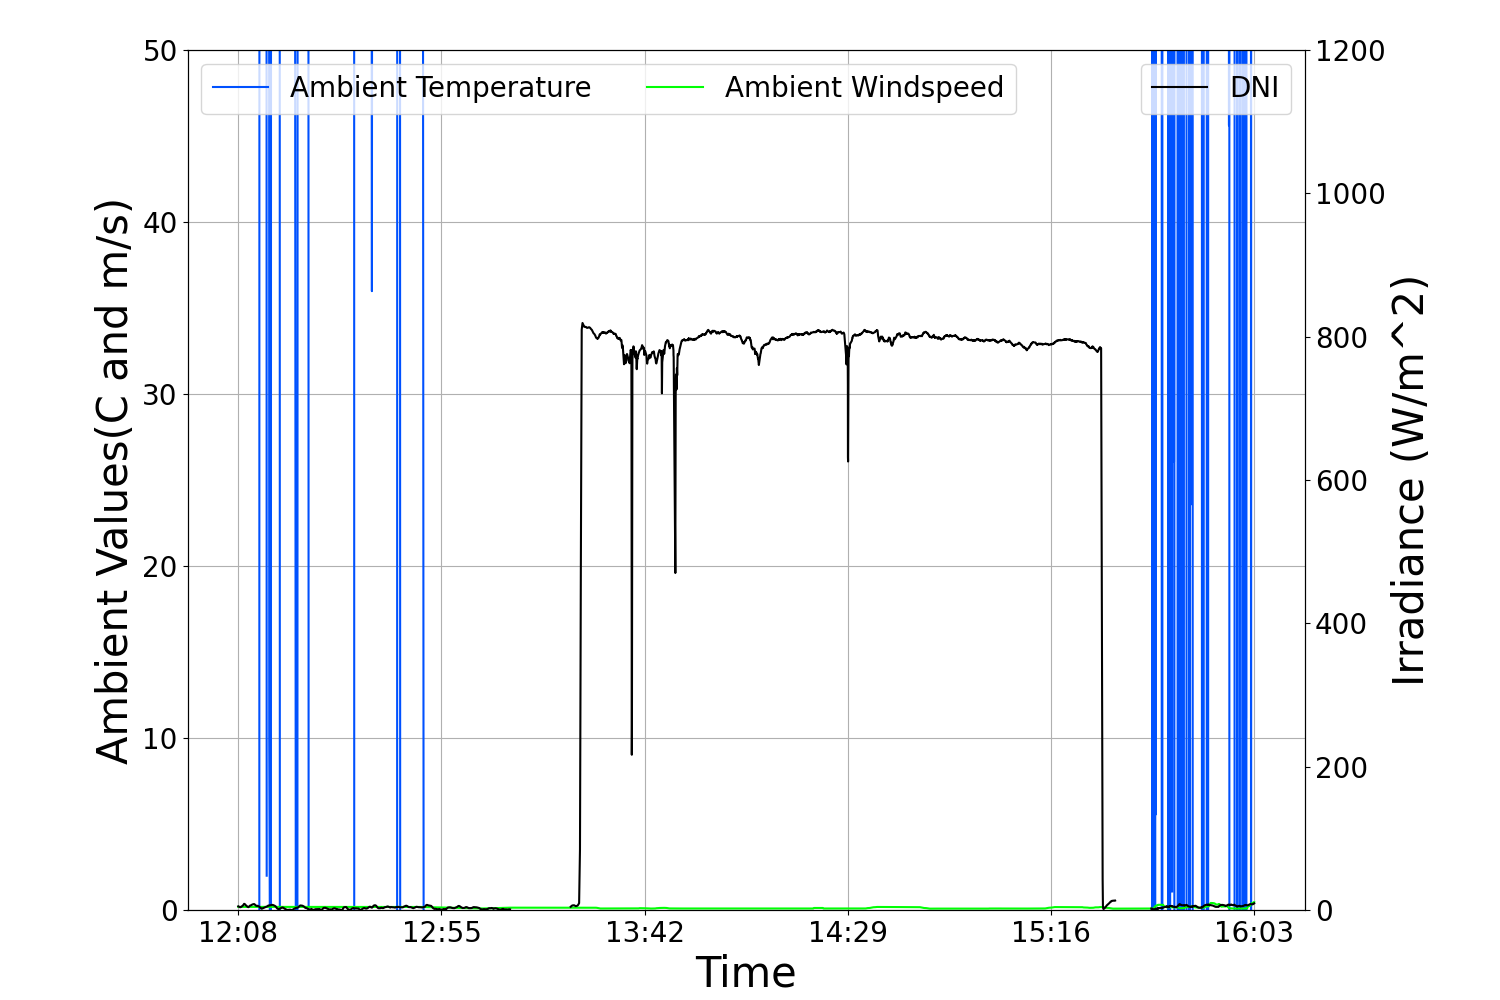 Ambient Temperature Ambient Windspeed DNI
50
40
30
20
10
0
Ambient Values(C and m/s)
1200
1000
800
600
400
200
0
Irradiance (W/m^2)
12:08 12:55 13:42 14:29 15:16 16:03
Time